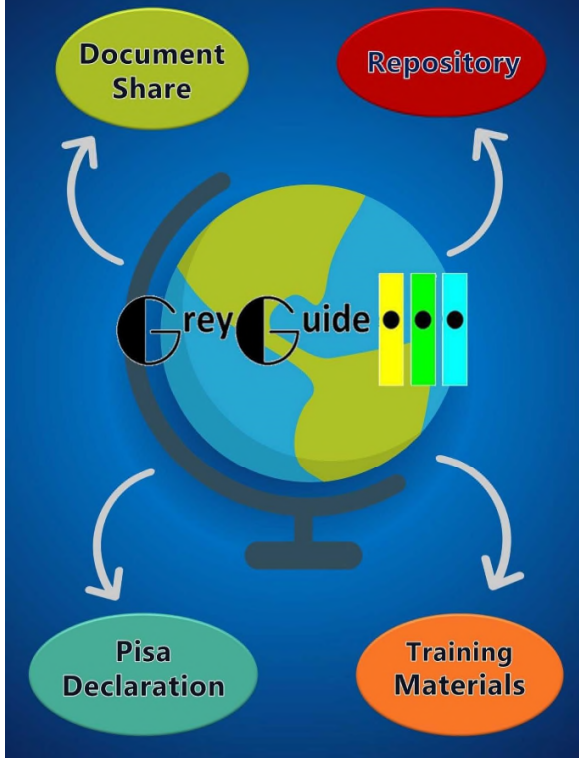 Document
Share
Repository
GreyGuide
Pisa
Declaration
Training
Materials